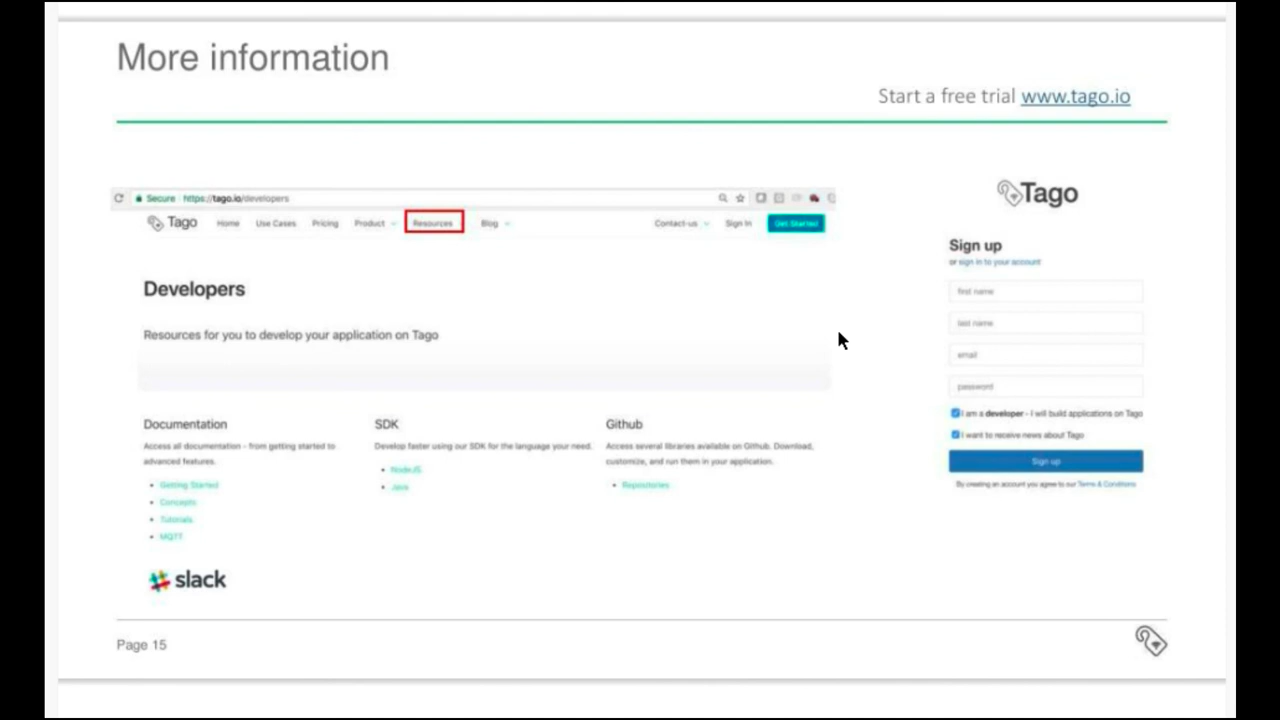 More information
Start a free trial www.tago.io
Secure https://tago.io/developers
Tago Home Use Cases Pricing Product Resources Blog Contact-us Sign In Get Started
Developers
Resources for you to develop your application on Tago
Documentation
Access all documentation - from getting started to
advanced features.
• Getting Started
• Concepts
• Tutorials
• MQTT
SDK
Develop faster using our SDK for the language your need.
• NodeJS
• Java
Github
Access several libraries available on Github. Download,
customize, and run them in your application.
• Repositories
slack
Tago
Sign up
or sign in to your account
first name
last name
email
password
I am a developer - I will build applications on Tago
I want to receive news about Tago
Sign up
By creating an account you agree to our Terms & Conditions
Page 15